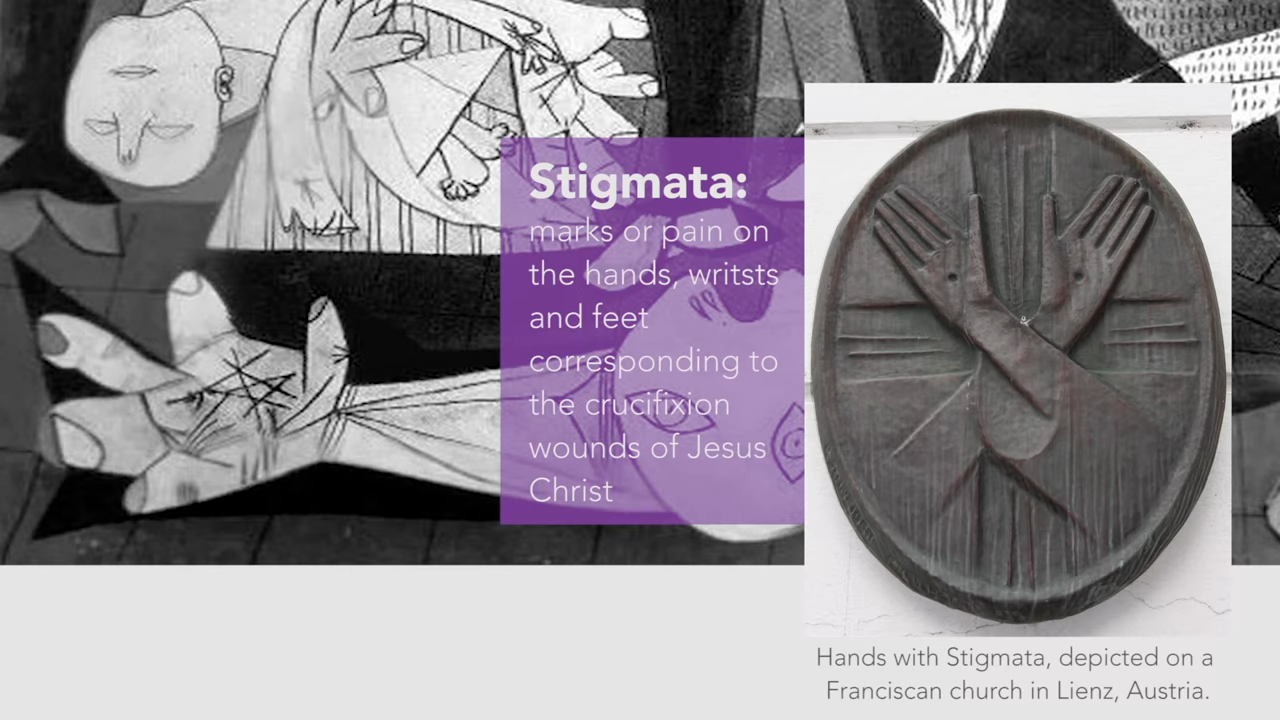 Stigmata:
marks or pain on
the hands, writsts
and feet
corresponding to
the crucifixion
wounds of Jesus
Christ
Hands with Stigmata, depicted on a
Franciscan church in Lienz, Austria.